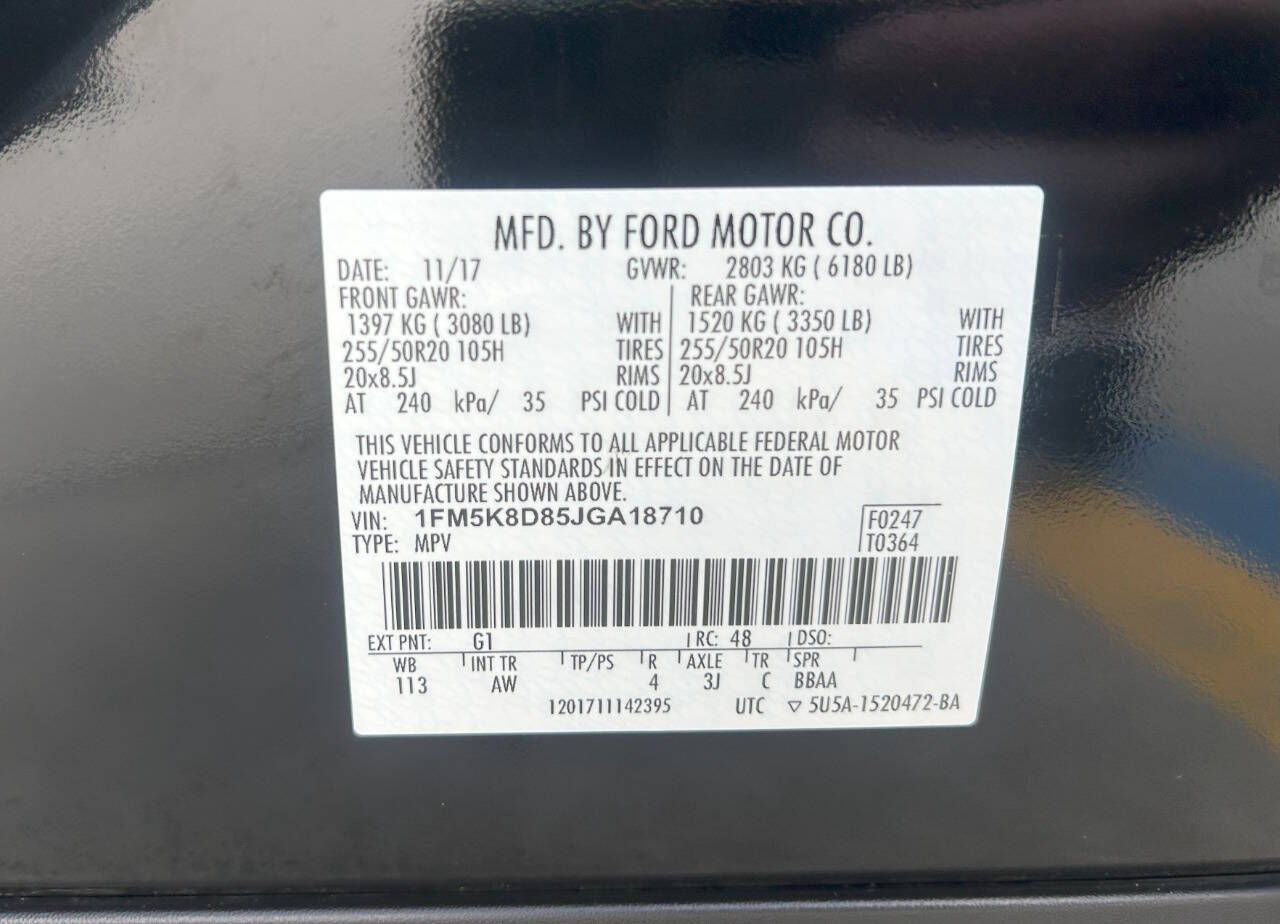 MFD. BY FORD MOTOR CO.
DATE: 11/17 GVWR: 2803 KG ( 6180 LB)
FRONT GAWR: REAR GAWR:
1397 KG ( 3080 LB) WITH 1520 KG ( 3350 LB) WITH
255/50R20 105H TIRES 255/50R20 105H TIRES
20x8.5J RIMS 20x8.5J RIMS
AT 240 kPa/ 35 PSI COLD AT 240 kPa/ 35 PSI COLD
THIS VEHICLE CONFORMS TO ALL APPLICABLE FEDERAL MOTOR
VEHICLE SAFETY STANDARDS IN EFFECT ON THE DATE OF
MANUFACTURE SHOWN ABOVE.
VIN: 1FM5K8D85JGA18710 F0247
TYPE: MPV T0364
EXT PNT: G1 RC: 48 DSO:
WB INT TR TP/PS R AXLE TR SPR
113 AW 4 3J C BBAA
1201711142395 UTC ▽ 5U5A-1520472-BA